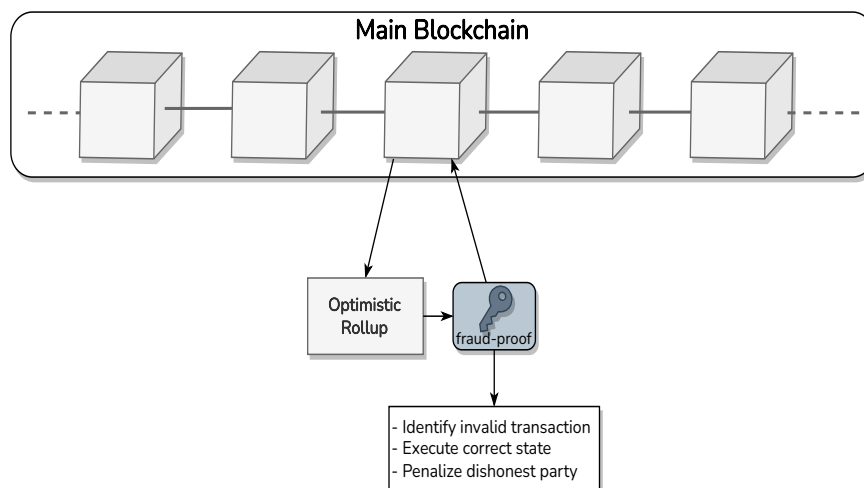 Main Blockchain
Optimistic
Rollup
fraud-proof
- Identify invalid transaction
- Execute correct state
- Penalize dishonest party